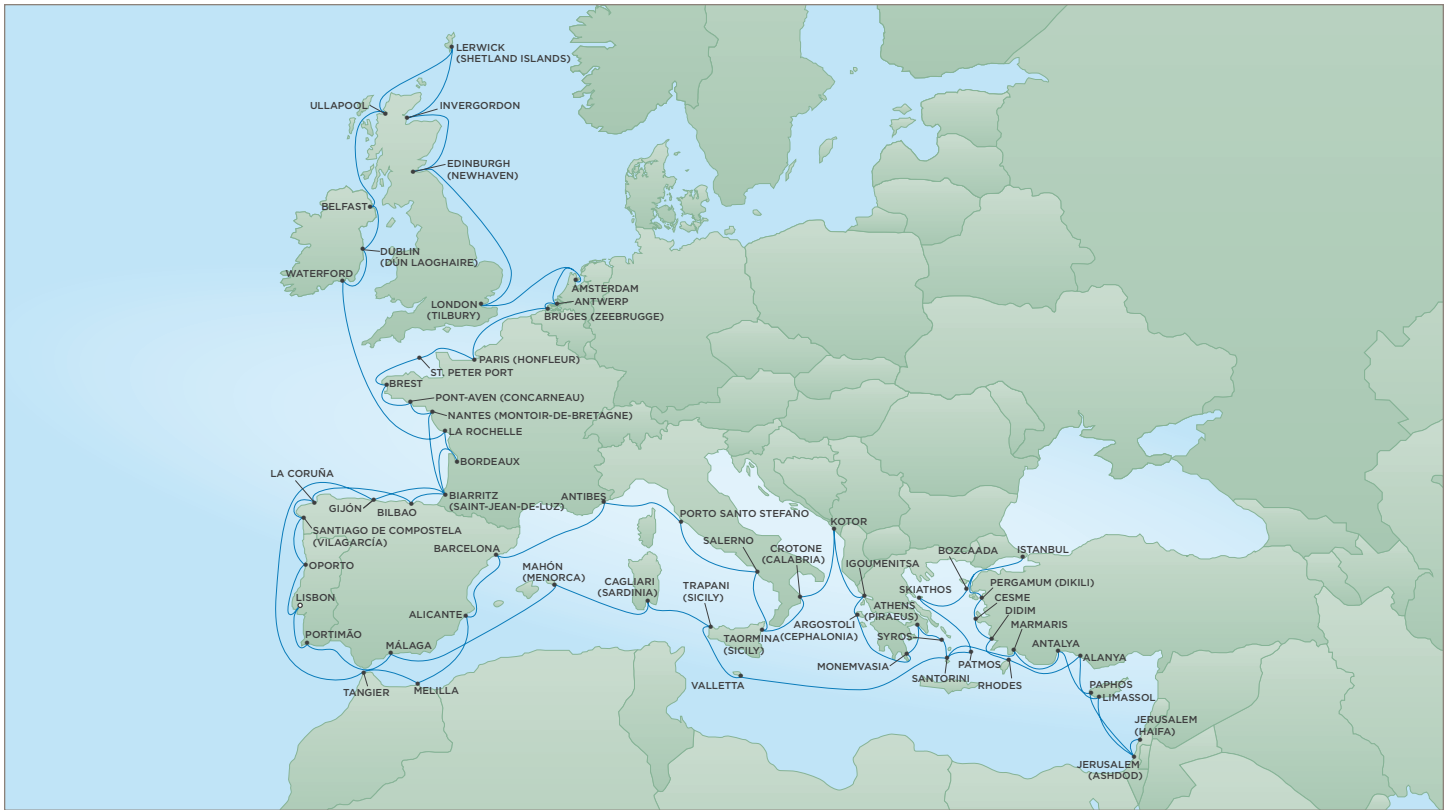 LERWICK
(SHETLAND ISLANDS)
ULLAPOOL
INVERGORDON
EDINBURGH
(NEWHAVEN)
BELFAST
DUBLIN
(DÚN LAOGHAIRE)
WATERFORD
AMSTERDAM
LONDON
(TILBURY)
ANTWERP
BRUGES (ZEEBRUGGE)
PARIS (HONFLEUR)
ST. PETER PORT
BREST
PONT-AVEN (CONCARNEAU)
NANTES (MONTOIR-DE-BRETAGNE)
LA ROCHELLE
BORDEAUX
LA CORUÑA
BIARRITZ
(SAINT-JEAN-DE-LUZ)
GIJÓN
BILBAO
ANTIBES
SANTIAGO DE COMPOSTELA
(VILAGARCÍA)
PORTO SANTO STEFANO
KOTOR
BARCELONA
SALERNO
CROTONE
(CALABRIA)
BOZCAADA
ISTANBUL
OPORTO
MAHÓN
(MENORCA)
CAGLIARI
(SARDINIA)
TRAPANI
(SICILY)
IGOUMENITSA
SKIATHOS
PERGAMUM (DIKILI)
CESME
LISBON
ALICANTE
ATHENS
(PIRAEUS)
DIDIM
ARGOSTOLI
(CEPHALONIA)
MARMARIS
PORTIMÃO
MÁLAGA
TAORMINA
(SICILY)
SYROS
ANTALYA
ALANYA
MONEMVASIA
PATMOS
SANTORINI
RHODES
TANGIER
MELILLA
VALLETTA
PAPHOS
LIMASSOL
JERUSALEM
(HAIFA)
JERUSALEM
(ASHDOD)